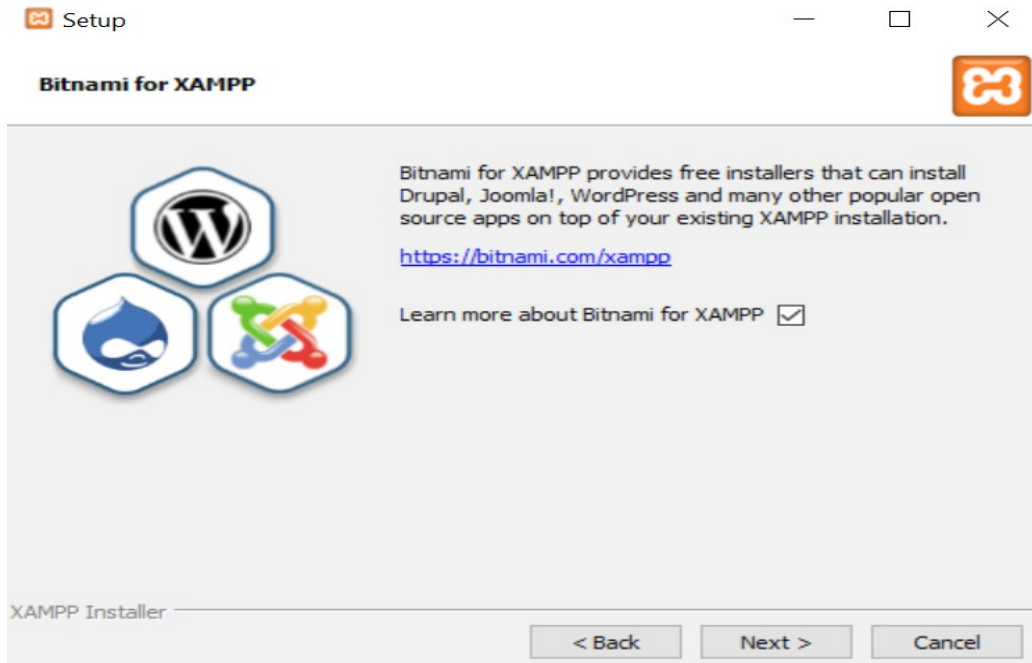 Setup
Bitnami for XAMPP
Bitnami for XAMPP provides free installers that can install
Drupal, Joomla!, WordPress and many other popular open
source apps on top of your existing XAMPP installation.
https://bitnami.com/xampp
Learn more about Bitnami for XAMPP
XAMPP Installer
< Back Next > Cancel